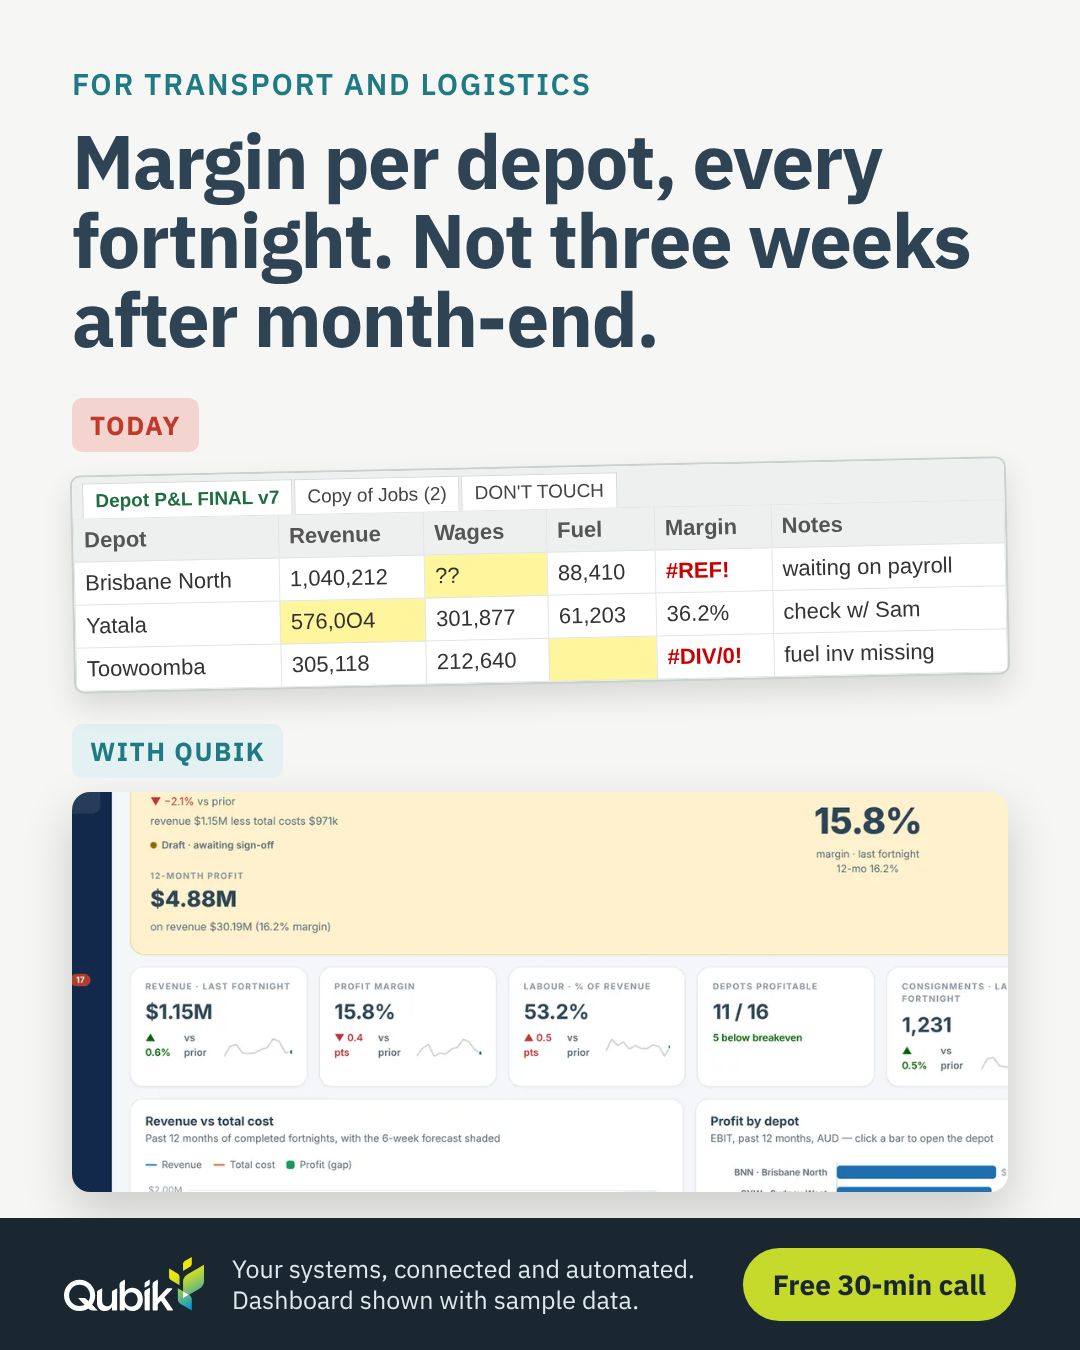 FOR TRANSPORT AND LOGISTICS
Margin per depot, every
fortnight. Not three weeks
after month-end.
TODAY
Depot P&L FINAL v7 Copy of Jobs (2) DON'T TOUCH
Depot Revenue Wages Fuel Margin Notes
Brisbane North 1,040,212 ?? 88,410 #REF! waiting on payroll
Yatala 576,0O4 301,877 61,203 36.2% check w/ Sam
Toowoomba 305,118 212,640 #DIV/0! fuel inv missing
WITH QUBIK
▼ −2.1% vs prior
revenue $1.15M less total costs $971k
Draft · awaiting sign-off
12-MONTH PROFIT
$4.88M
on revenue $30.19M (16.2% margin)
15.8%
margin · last fortnight
12-mo 16.2%
17
REVENUE · LAST FORTNIGHT
$1.15M
▲ 0.6% vs prior
PROFIT MARGIN
15.8%
▼ 0.4 pts vs prior
LABOUR · % OF REVENUE
53.2%
▲ 0.5 pts vs prior
DEPOTS PROFITABLE
11 / 16
5 below breakeven
CONSIGNMENTS · LA
FORTNIGHT
1,231
▲ 0.5% vs prior
Revenue vs total cost
Past 12 months of completed fortnights, with the 6-week forecast shaded
Revenue Total cost Profit (gap)
$2.00M
Profit by depot
EBIT, past 12 months, AUD — click a bar to open the depot
BNN · Brisbane North $
Qubik
Your systems, connected and automated.
Dashboard shown with sample data.
Free 30-min call